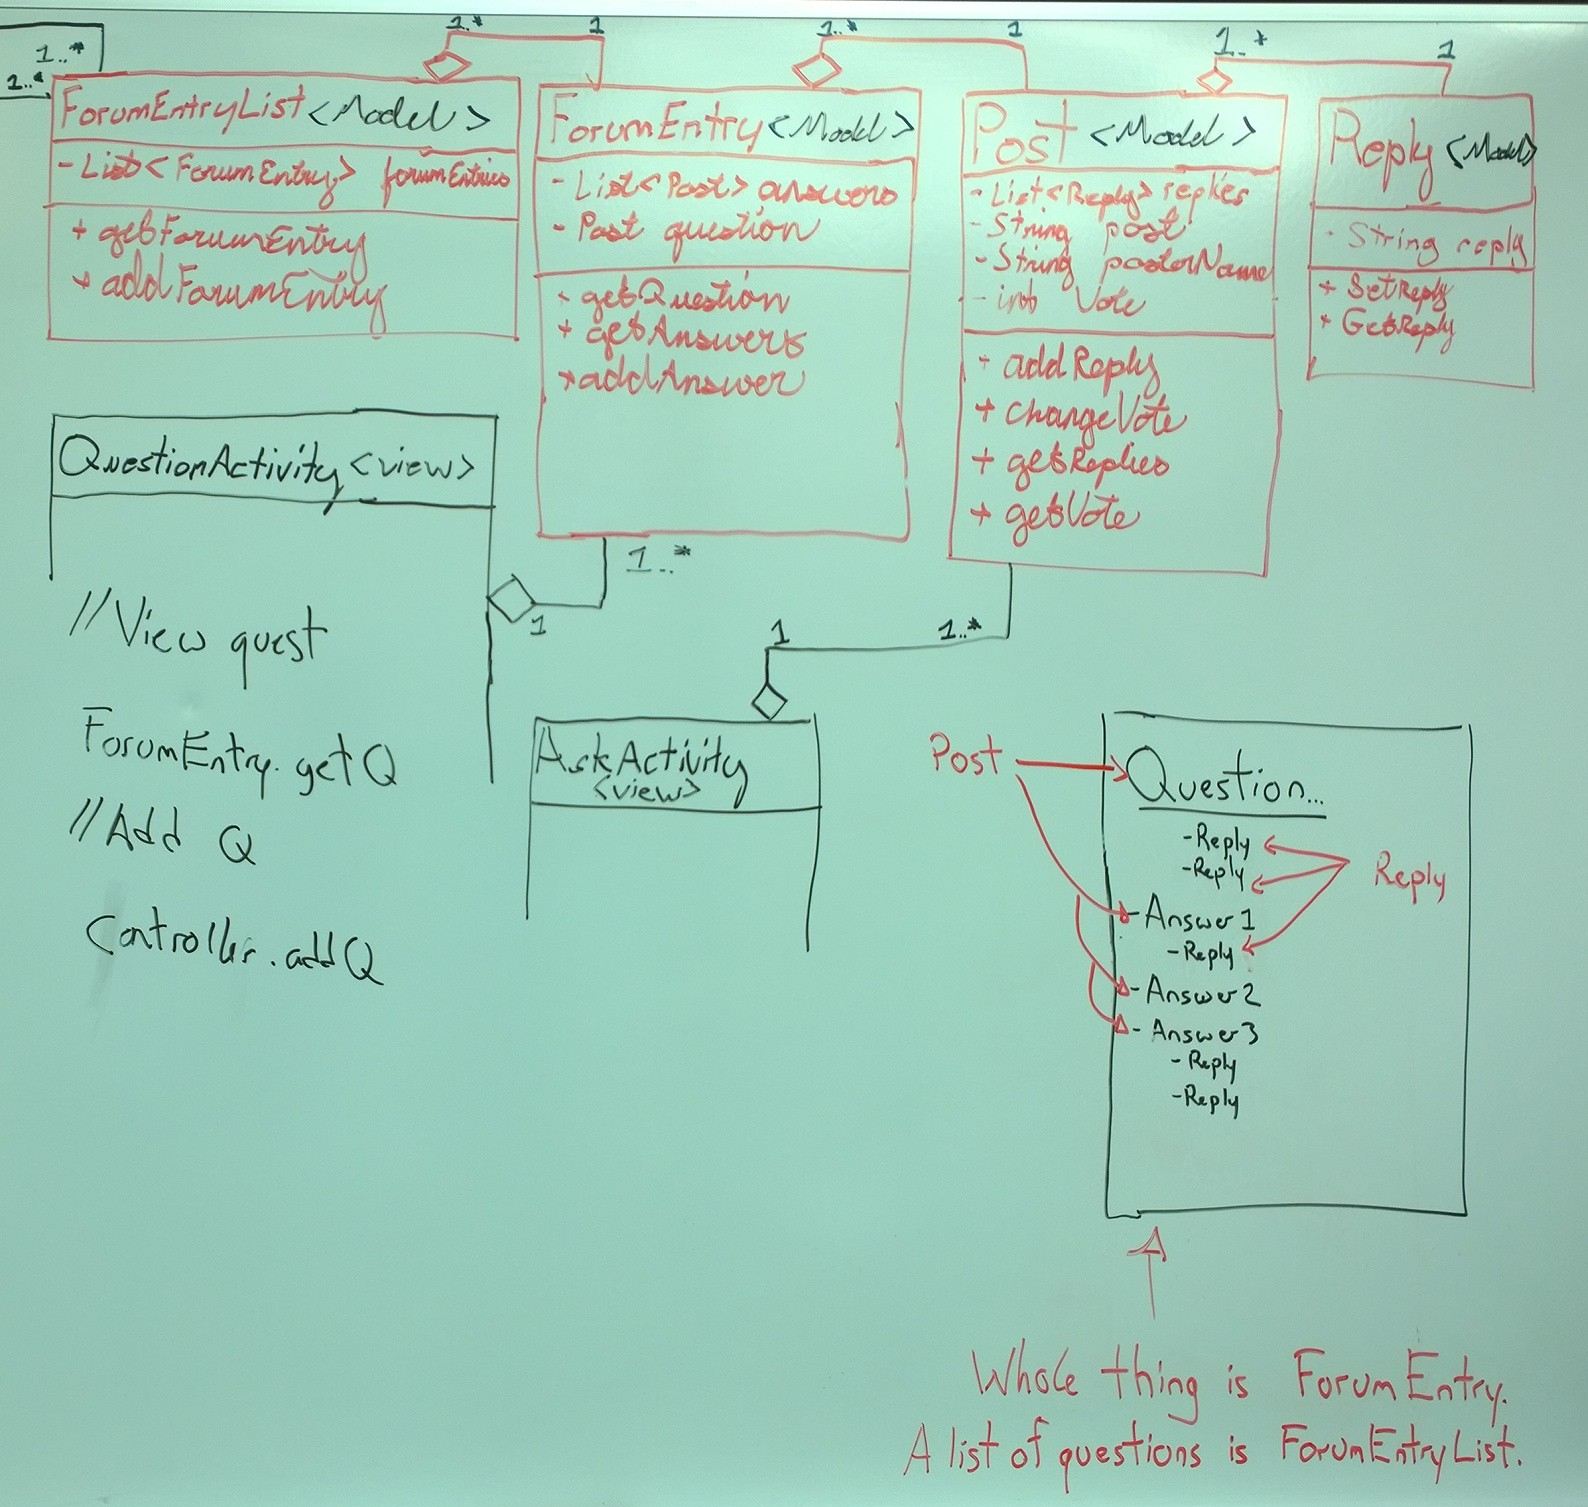 1..*
1..*
1..*
1
1..*
1
1..*
1
ForumEntryList <Model>
- List<ForumEntry> forumEntries
+ getForumEntry
+ addForumEntry
ForumEntry <Model>
- List<Post> answers
- Post question
+ getQuestion
+ getAnswers
+ addAnswer
Post <Model>
- List<Reply> replies
- String post
- String posterName
- int Vote
+ addReply
+ changeVote
+ getReplies
+ getVote
Reply <Model>
- String reply
+ SetReply
+ GetReply
QuestionActivity <view>
1..*
1
1
1..*
//View quest
ForumEntry.getQ
//Add Q
Controller.addQ
AskActivity
<view>
Post
Question...
-Reply
-Reply
Reply
- Answer 1
-Reply
- Answer 2
- Answer 3
-Reply
-Reply
Whole thing is ForumEntry.
A list of questions is ForumEntryList.